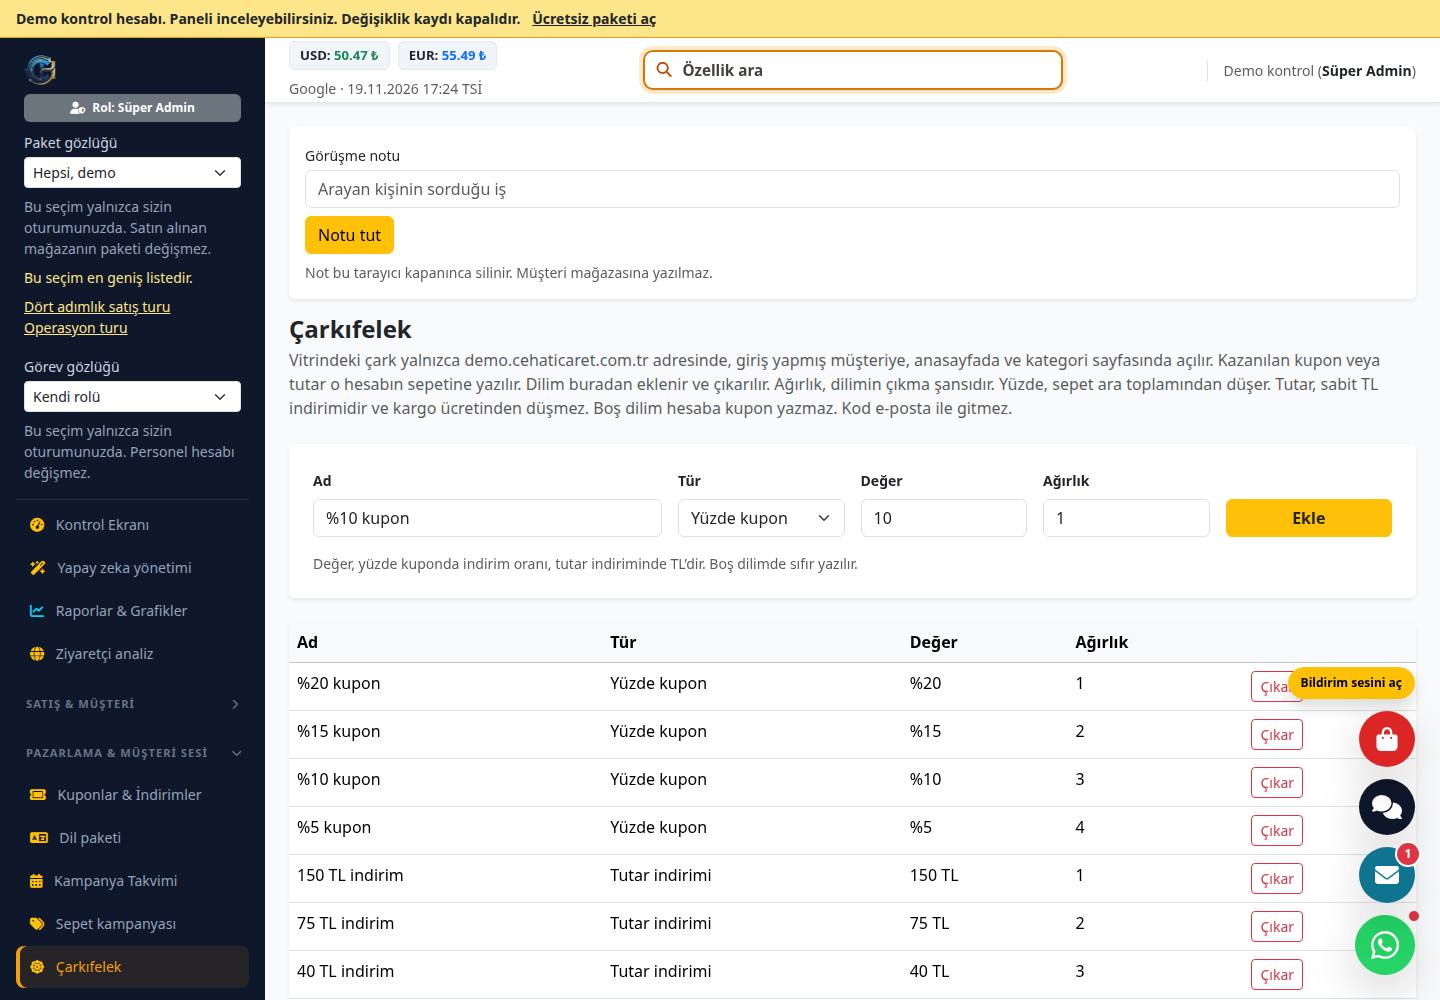 Demo kontrol hesabı. Paneli inceleyebilirsiniz. Değişiklik kaydı kapalıdır. Ücretsiz paketi aç
Rol: Süper Admin
Paket gözlüğü
Hepsi, demo
Bu seçim yalnızca sizin
oturumunuzda. Satın alınan
mağazanın paketi değişmez.
Bu seçim en geniş listedir.
Dört adımlık satış turu
Operasyon turu
Görev gözlüğü
Kendi rolü
Bu seçim yalnızca sizin
oturumunuzda. Personel hesabı
değişmez.
Kontrol Ekranı
Yapay zeka yönetimi
Raporlar & Grafikler
Ziyaretçi analiz
SATIŞ & MÜŞTERİ
PAZARLAMA & MÜŞTERİ SESİ
Kuponlar & İndirimler
Dil paketi
Kampanya Takvimi
Sepet kampanyası
Çarkıfelek
USD: 50.47 ₺ EUR: 55.49 ₺
Google · 19.11.2026 17:24 TSİ
Özellik ara
Demo kontrol (Süper Admin)
Görüşme notu
Arayan kişinin sorduğu iş
Notu tut
Not bu tarayıcı kapanınca silinir. Müşteri mağazasına yazılmaz.
Çarkıfelek
Vitrindeki çark yalnızca demo.cehaticaret.com.tr adresinde, giriş yapmış müşteriye, anasayfada ve kategori sayfasında açılır. Kazanılan kupon veya
tutar o hesabın sepetine yazılır. Dilim buradan eklenir ve çıkarılır. Ağırlık, dilimin çıkma şansıdır. Yüzde, sepet ara toplamından düşer. Tutar, sabit TL
indirimidir ve kargo ücretinden düşmez. Boş dilim hesaba kupon yazmaz. Kod e-posta ile gitmez.
Ad Tür Değer Ağırlık
%10 kupon Yüzde kupon 10 1 Ekle
Değer, yüzde kuponda indirim oranı, tutar indiriminde TL’dir. Boş dilimde sıfır yazılır.
Ad Tür Değer Ağırlık
%20 kupon Yüzde kupon %20 1 Çıkar
Bildirim sesini aç
%15 kupon Yüzde kupon %15 2 Çıkar
%10 kupon Yüzde kupon %10 3 Çıkar
%5 kupon Yüzde kupon %5 4 Çıkar
150 TL indirim Tutar indirimi 150 TL 1 Çıkar
1
75 TL indirim Tutar indirimi 75 TL 2 Çıkar
40 TL indirim Tutar indirimi 40 TL 3 Çıkar